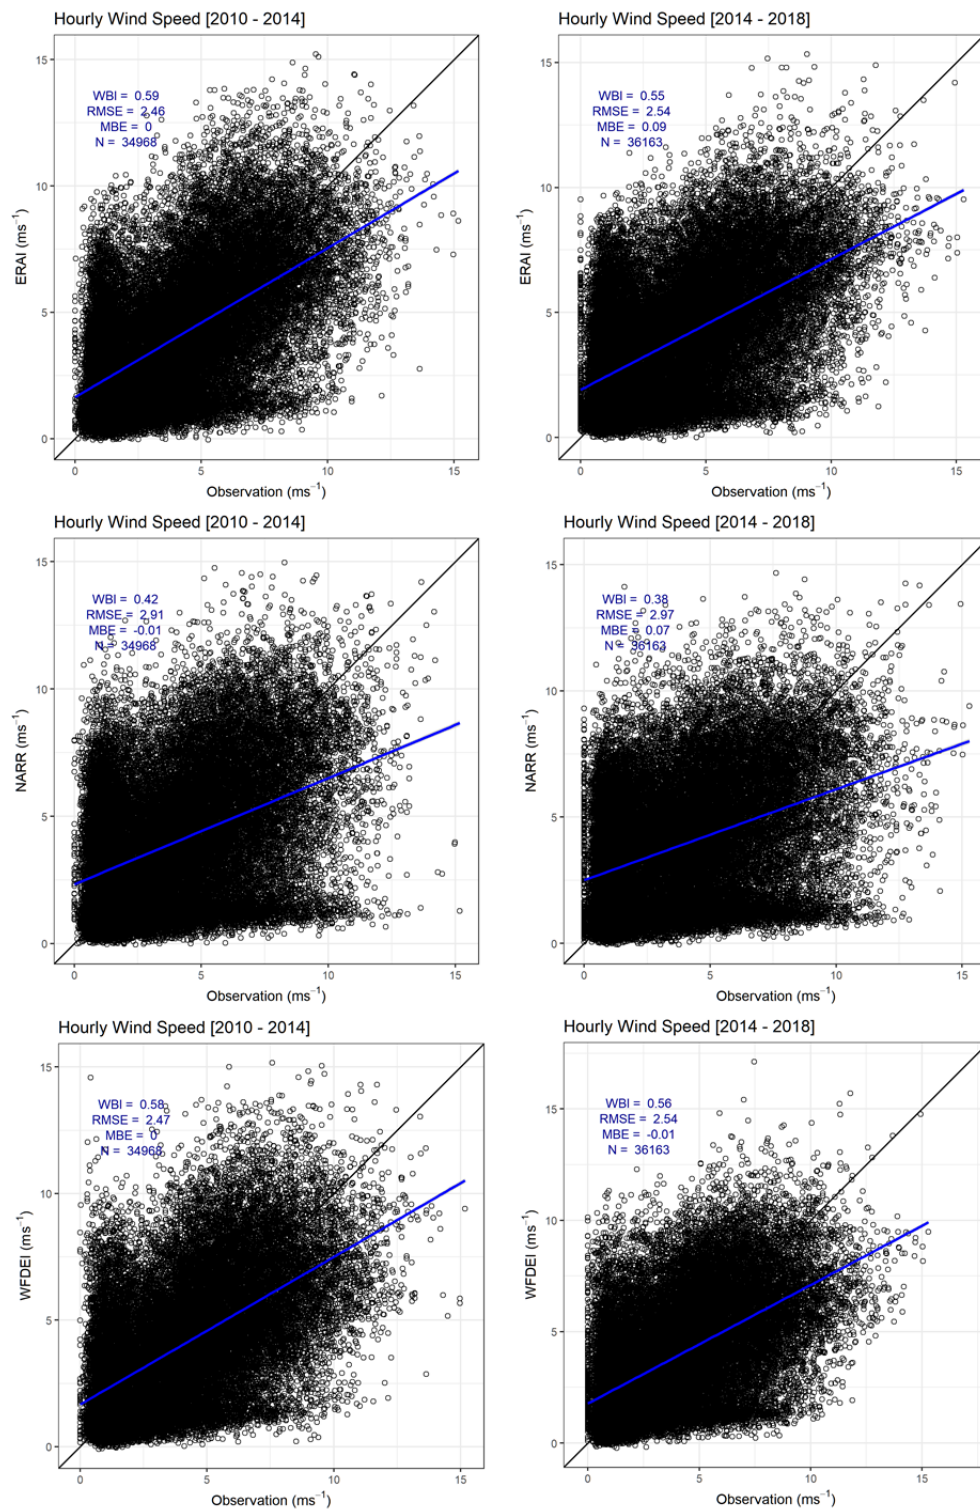 Hourly Wind Speed [2010 - 2014]
WBI = 0.59
RMSE = 2.46
MBE = 0
N = 34968
15
10
5
0
ERAI (ms⁻¹)
0 5 10 15
Observation (ms⁻¹)
Hourly Wind Speed [2014 - 2018]
WBI = 0.55
RMSE = 2.54
MBE = 0.09
N = 36163
15
10
5
0
ERAI (ms⁻¹)
0 5 10 15
Observation (ms⁻¹)
Hourly Wind Speed [2010 - 2014]
WBI = 0.42
RMSE = 2.91
MBE = -0.01
N = 34968
15
10
5
0
NARR (ms⁻¹)
0 5 10 15
Observation (ms⁻¹)
Hourly Wind Speed [2014 - 2018]
WBI = 0.38
RMSE = 2.97
MBE = 0.07
N = 36163
15
10
5
0
NARR (ms⁻¹)
0 5 10 15
Observation (ms⁻¹)
Hourly Wind Speed [2010 - 2014]
WBI = 0.58
RMSE = 2.47
MBE = 0
N = 34968
15
10
5
0
WFDEI (ms⁻¹)
0 5 10 15
Observation (ms⁻¹)
Hourly Wind Speed [2014 - 2018]
WBI = 0.56
RMSE = 2.54
MBE = -0.01
N = 36163
15
10
5
0
WFDEI (ms⁻¹)
0 5 10 15
Observation (ms⁻¹)